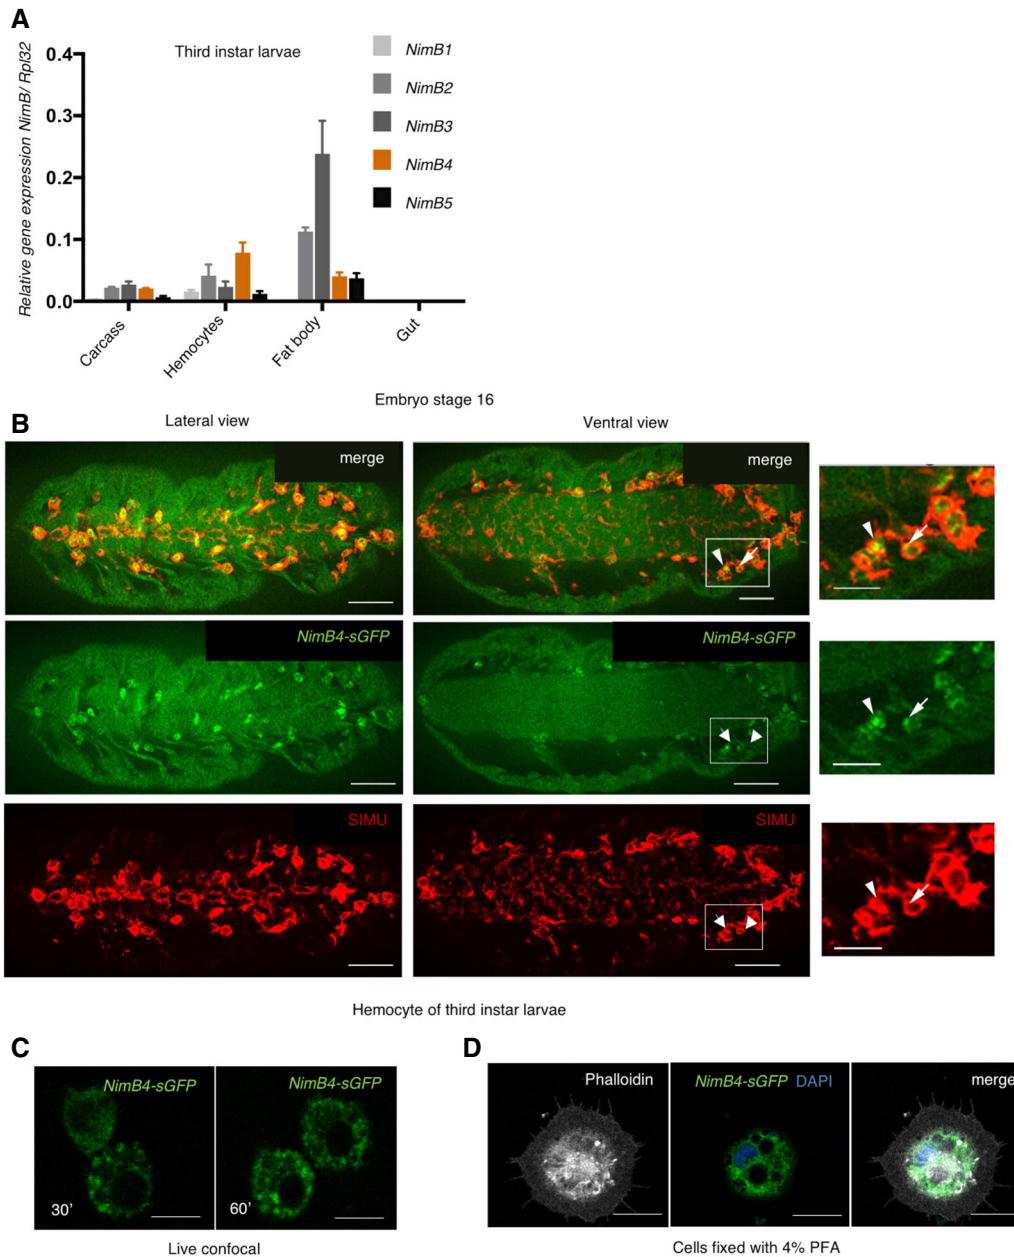 A
Third instar larvae
Relative gene expression NimB/ Rpl32
0.4
0.3
0.2
0.1
0.0
NimB1
NimB2
NimB3
NimB4
NimB5
Carcass
Hemocytes
Fat body
Gut
Embryo stage 16
B
Lateral view
Ventral view
merge
merge
NimB4-sGFP
NimB4-sGFP
SIMU
SIMU
Hemocyte of third instar larvae
C
D
NimB4-sGFP
NimB4-sGFP
30'
60'
Live confocal
Phalloidin
NimB4-sGFP DAPI
merge
Cells fixed with 4% PFA